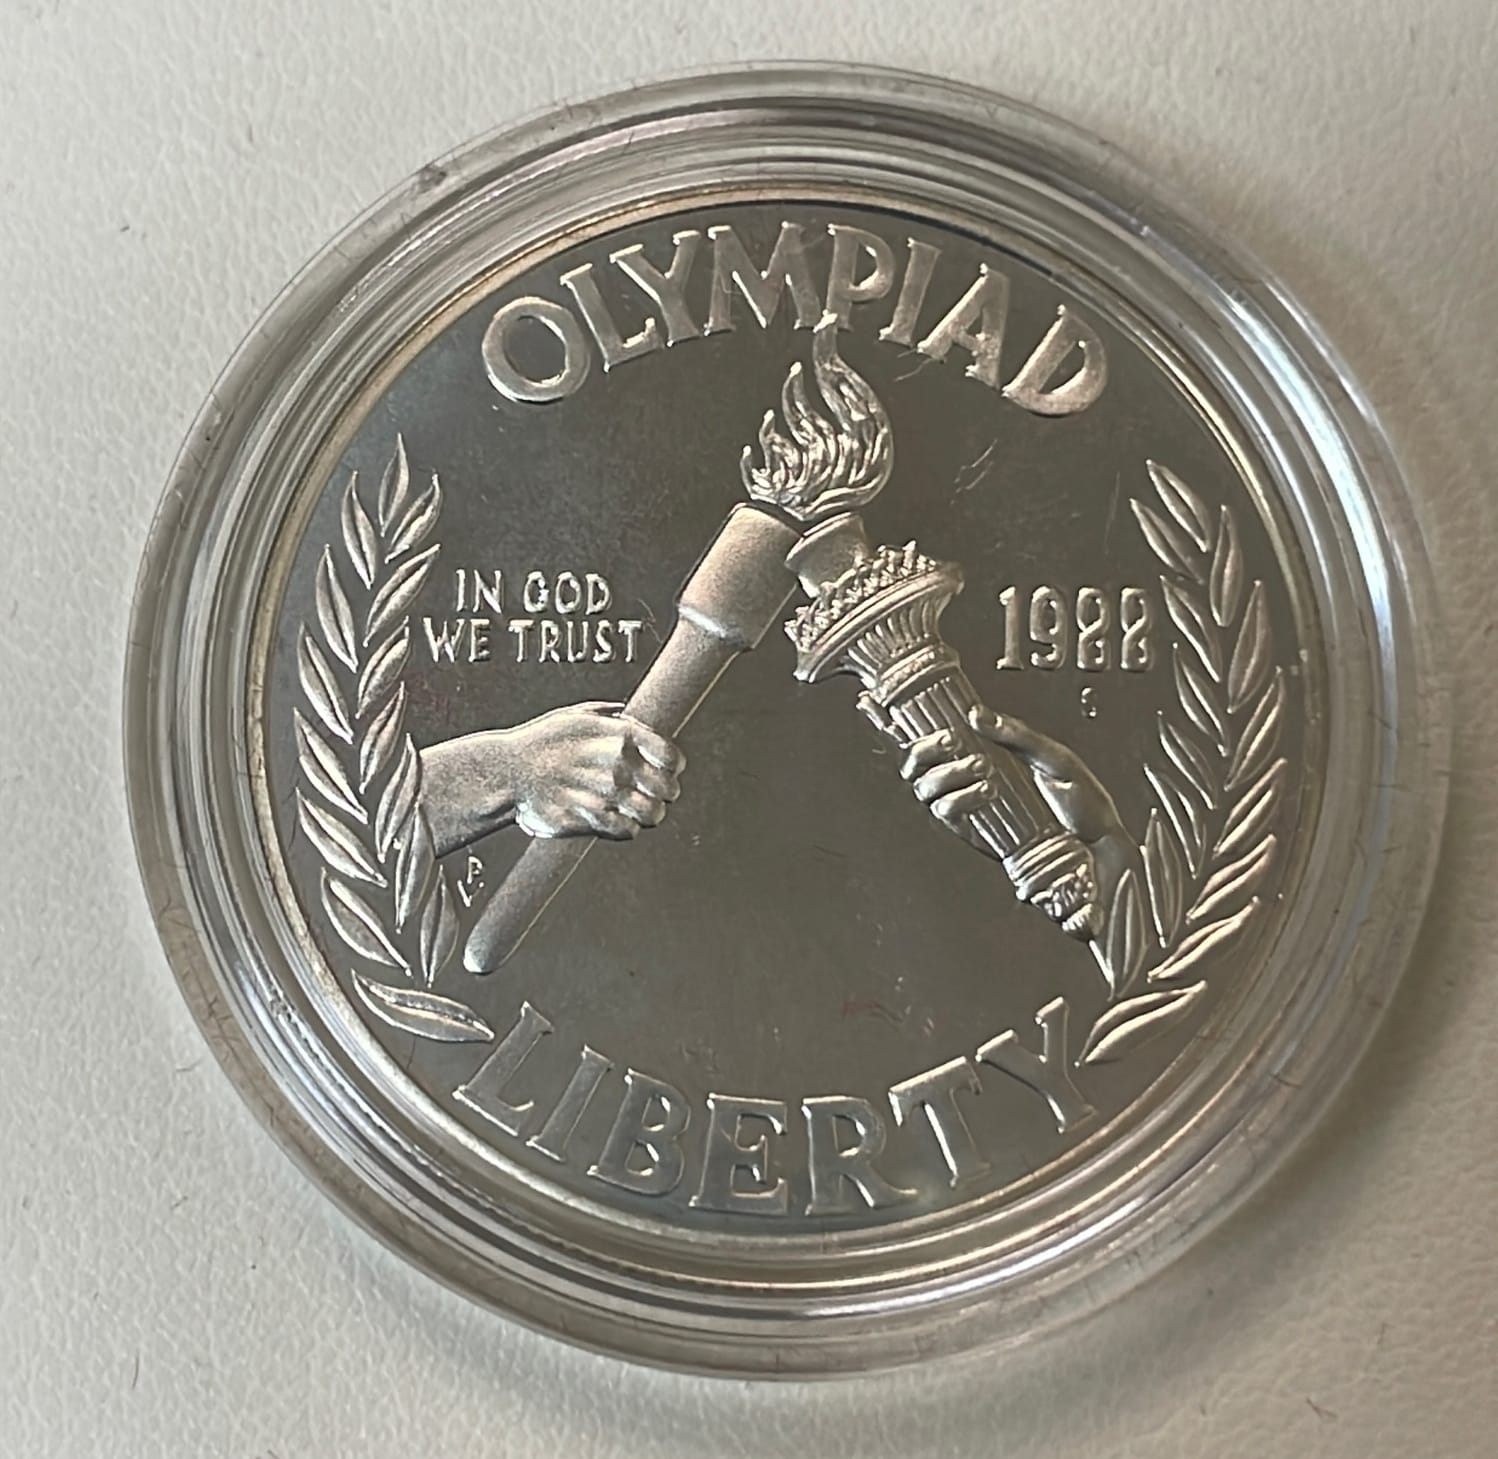 OLYMPIAD
IN GOD
WE TRUST
1988
S
LIBERTY